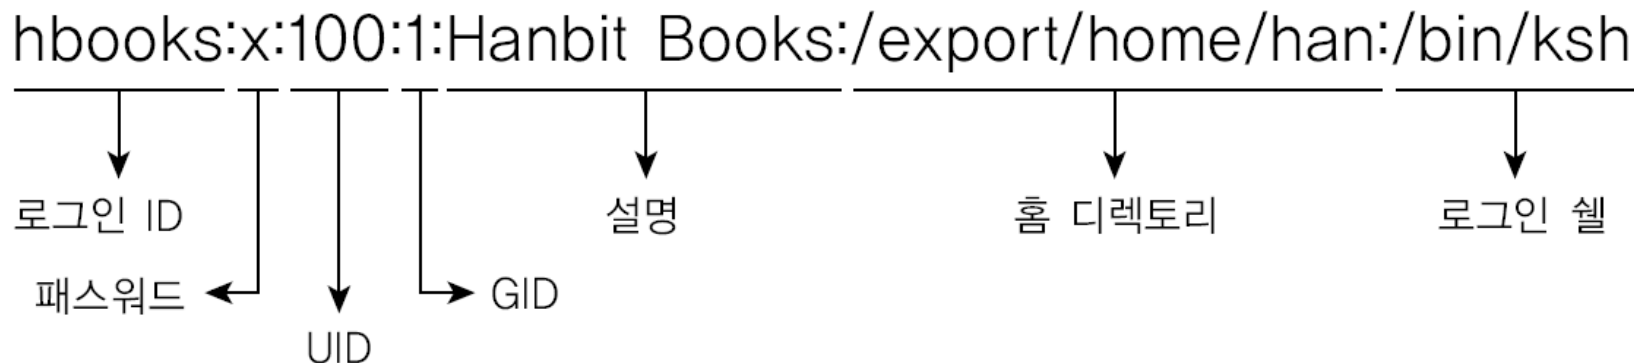 hbooks:x:100:1:Hanbit Books:/export/home/han:/bin/ksh
로그인 ID 설명 홈 디렉토리 로그인 쉘
패스워드 GID
UID